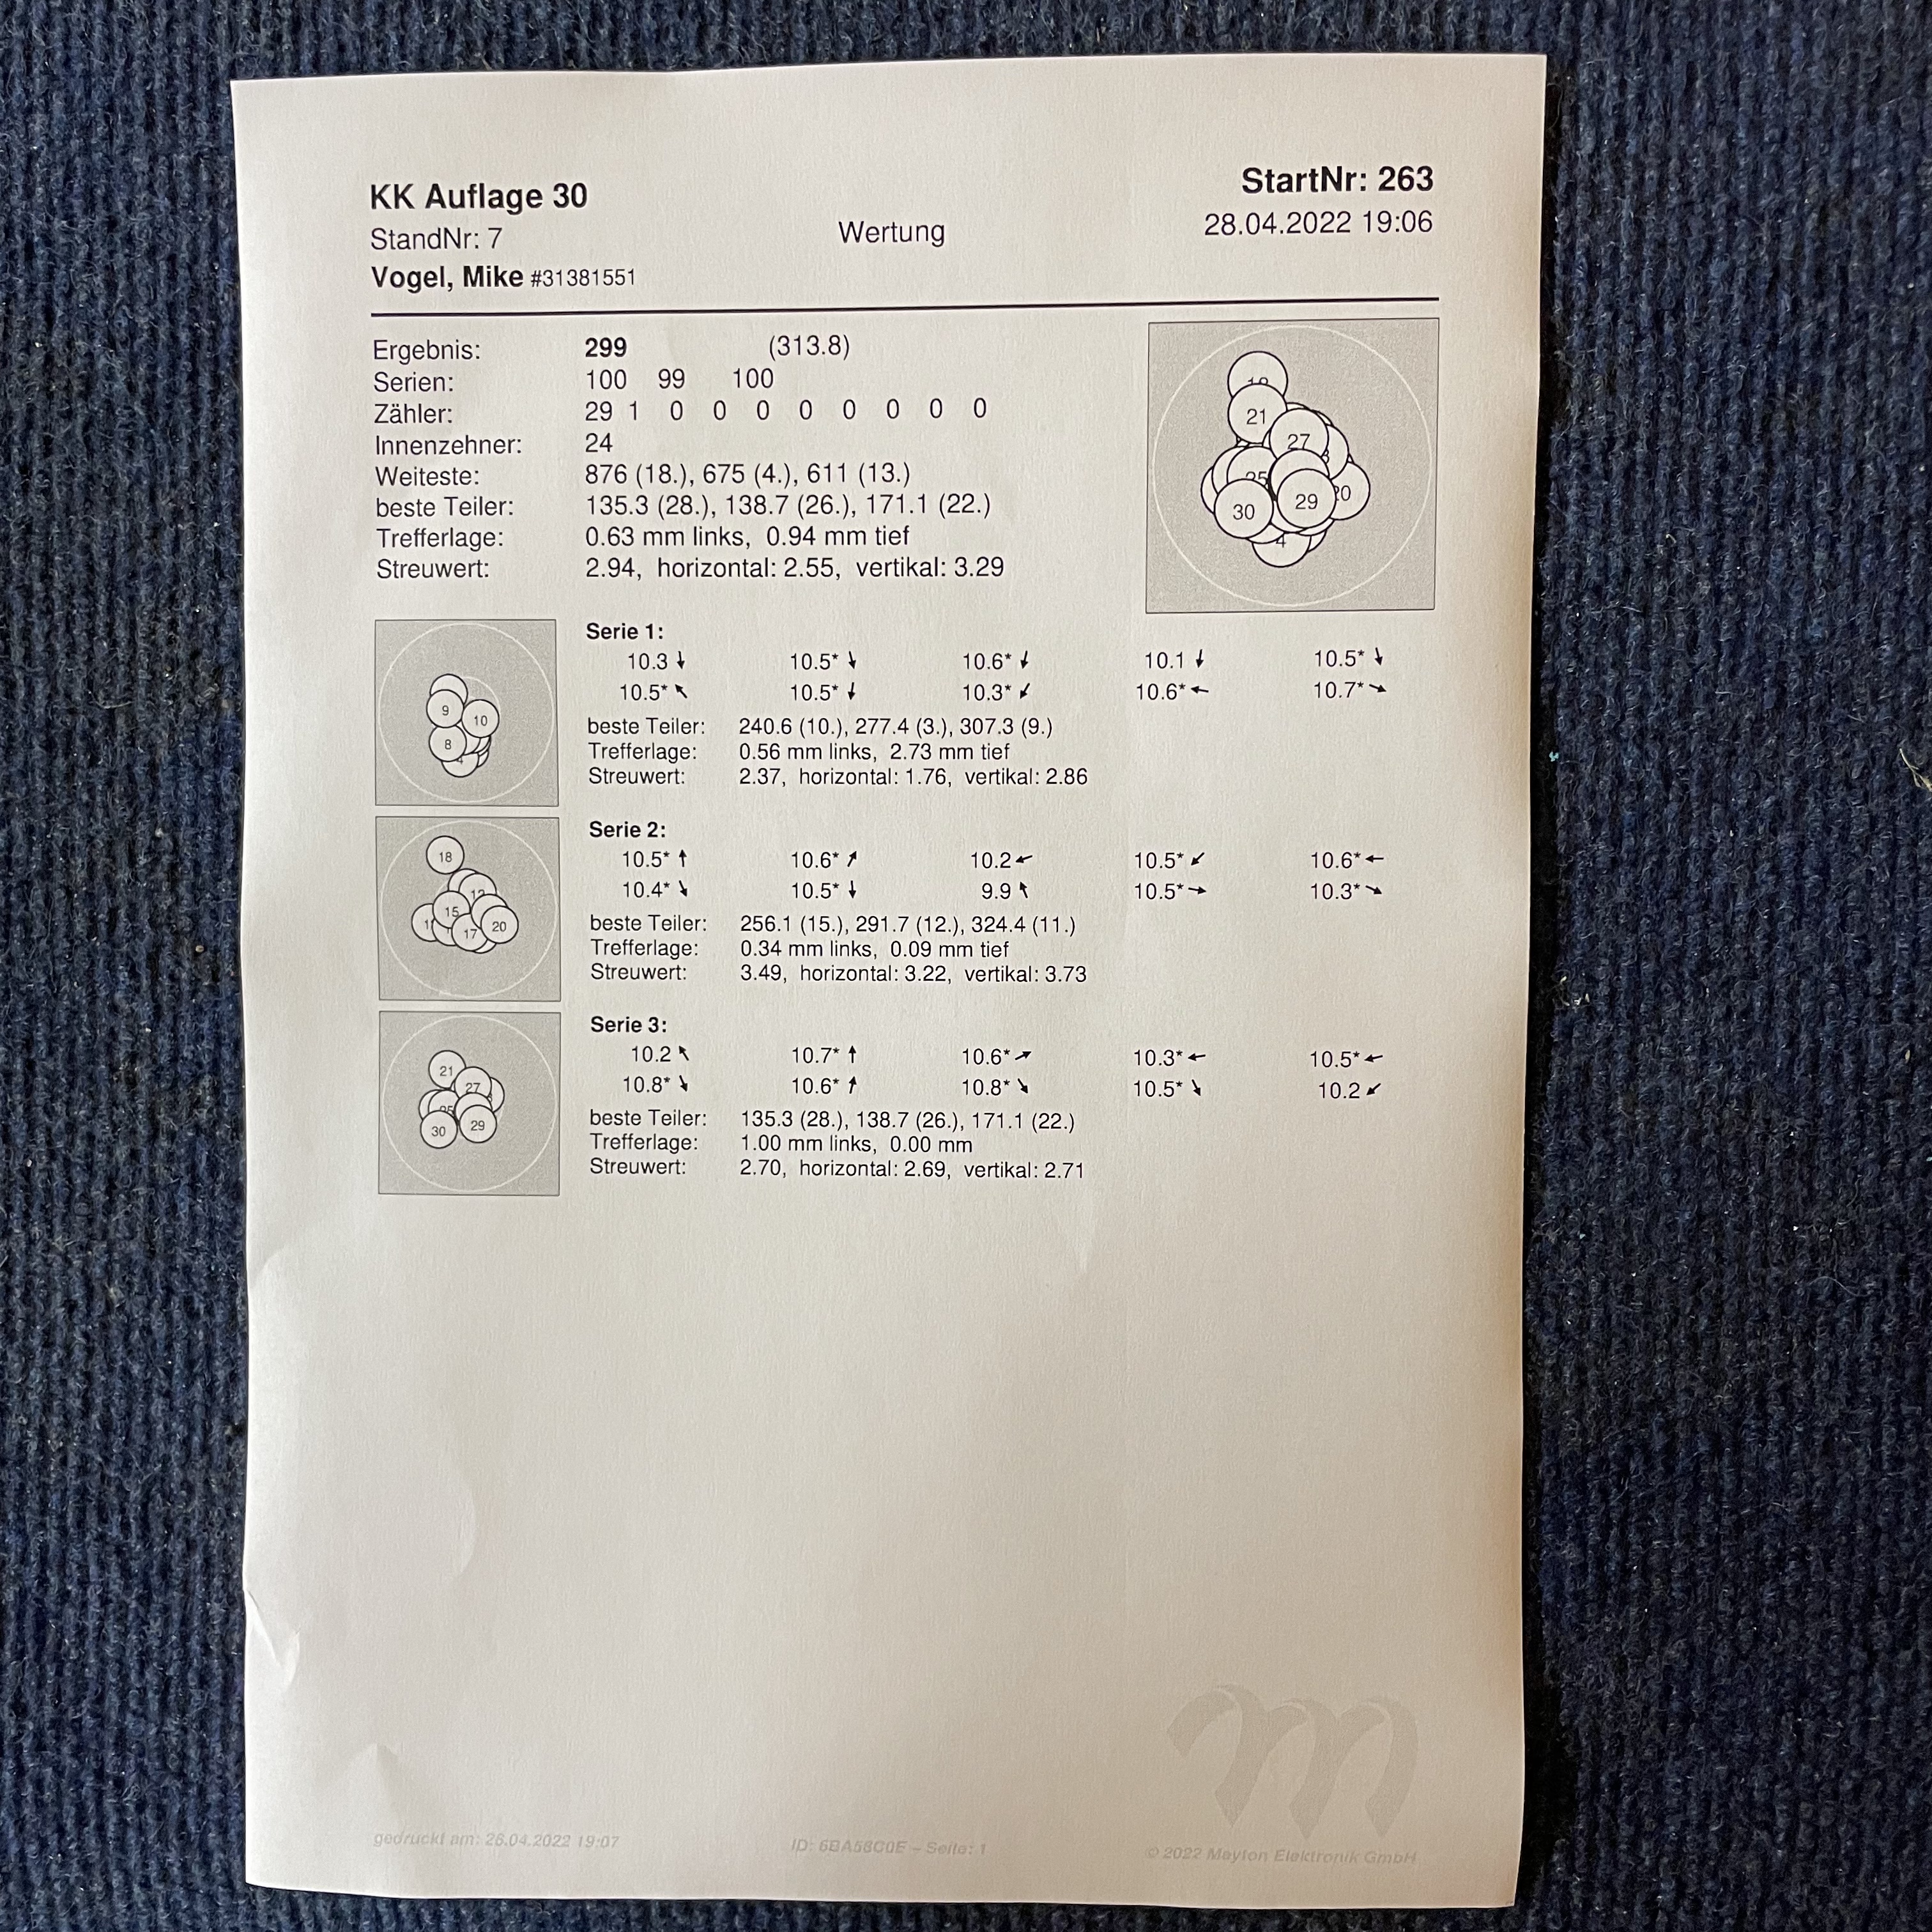 KK Auflage 30
StartNr: 263
StandNr: 7
Wertung
28.04.2022 19:06
Vogel, Mike #31381551
Ergebnis: 299 (313.8)
Serien: 100 99 100
Zähler: 29 1 0 0 0 0 0 0 0 0
Innenzehner: 24
Weiteste: 876 (18.), 675 (4.), 611 (13.)
beste Teiler: 135.3 (28.), 138.7 (26.), 171.1 (22.)
Trefferlage: 0.63 mm links, 0.94 mm tief
Streuwert: 2.94, horizontal: 2.55, vertikal: 3.29
21
27
30
29
20
4
Serie 1:
10.3 ↓ 10.5* ↘ 10.6* ↙ 10.1 ↓ 10.5* ↘
10.5* ↖ 10.5* ↓ 10.3* ↙ 10.6* ← 10.7* →
beste Teiler: 240.6 (10.), 277.4 (3.), 307.3 (9.)
Trefferlage: 0.56 mm links, 2.73 mm tief
Streuwert: 2.37, horizontal: 1.76, vertikal: 2.86
9
10
8
Serie 2:
10.5* ↑ 10.6* ↗ 10.2 ← 10.5* ↙ 10.6* ←
10.4* ↘ 10.5* ↓ 9.9 ↖ 10.5* → 10.3* ↘
beste Teiler: 256.1 (15.), 291.7 (12.), 324.4 (11.)
Trefferlage: 0.34 mm links, 0.09 mm tief
Streuwert: 3.49, horizontal: 3.22, vertikal: 3.73
18
15
17
20
Serie 3:
10.2 ↖ 10.7* ↑ 10.6* ↗ 10.3* ← 10.5* ←
10.8* ↘ 10.6* ↑ 10.8* ↘ 10.5* ↘ 10.2 ↙
beste Teiler: 135.3 (28.), 138.7 (26.), 171.1 (22.)
Trefferlage: 1.00 mm links, 0.00 mm
Streuwert: 2.70, horizontal: 2.69, vertikal: 2.71
21
27
30
29
gedruckt am: 28.04.2022 19:07
ID: 6BA58C0E – Seite: 1
© 2022 Meyton Elektronik GmbH